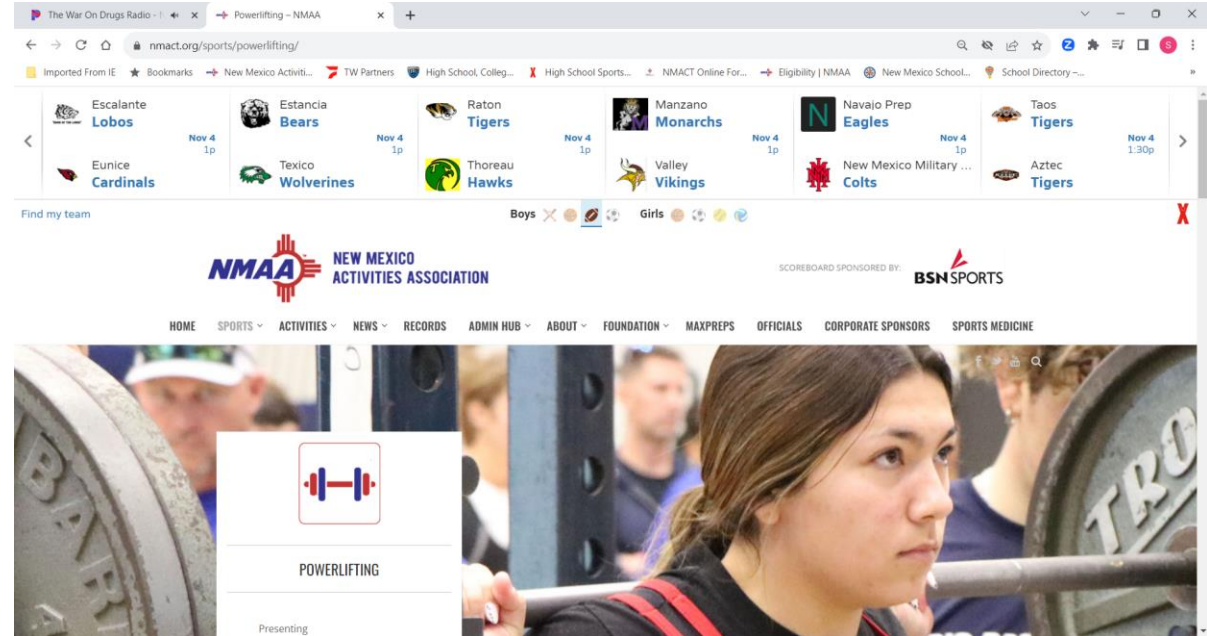 The War On Drugs Radio - N
Powerlifting – NMAA
nmact.org/sports/powerlifting/
S
Imported From IE
Bookmarks
New Mexico Activiti...
TW Partners
High School, Colleg...
High School Sports...
NMACT Online For...
Eligibility | NMAA
New Mexico School...
School Directory –...
Escalante
Lobos
Nov 4
1p
Eunice
Cardinals
Estancia
Bears
Nov 4
1p
Texico
Wolverines
Raton
Tigers
Nov 4
1p
Thoreau
Hawks
Manzano
Monarchs
Nov 4
1p
Valley
Vikings
N
Navajo Prep
Eagles
Nov 4
1p
New Mexico Military ...
Colts
Taos
Tigers
Nov 4
1:30p
Aztec
Tigers
Find my team
Boys
Girls
X
NMAA
NEW MEXICO
ACTIVITIES ASSOCIATION
SCOREBOARD SPONSORED BY:
BSN SPORTS
HOME SPORTS ACTIVITIES NEWS RECORDS ADMIN HUB ABOUT FOUNDATION MAXPREPS OFFICIALS CORPORATE SPONSORS SPORTS MEDICINE
BARB
TRO
POWERLIFTING
Presenting